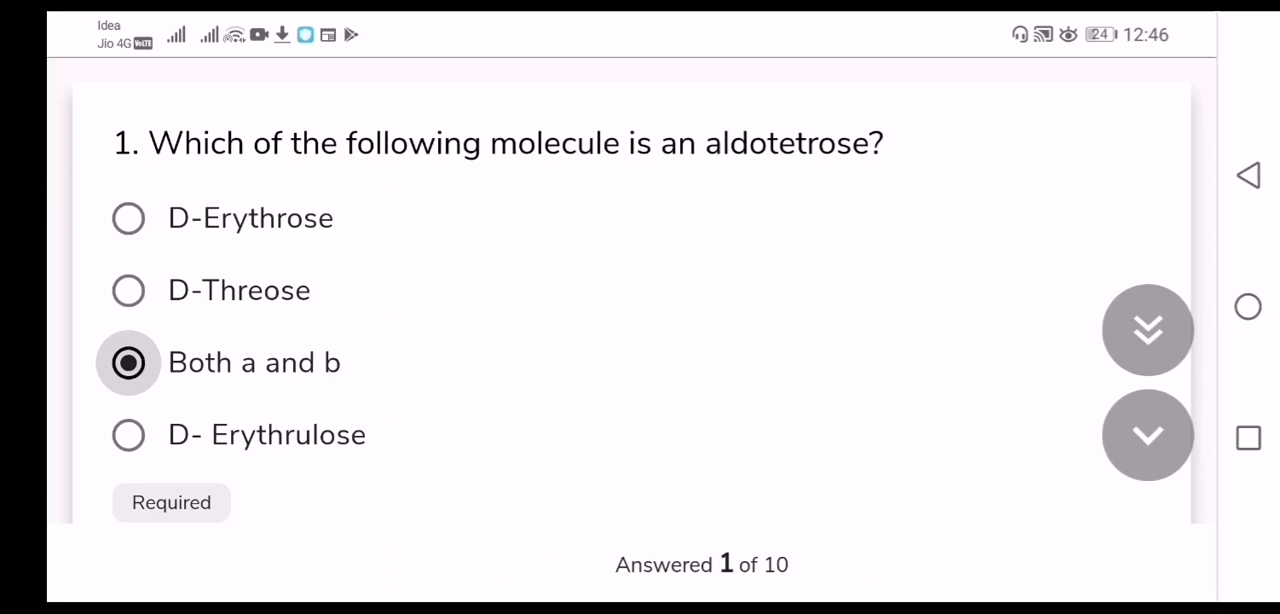 Idea
Jio 4G VoLTE
24 12:46
1. Which of the following molecule is an aldotetrose?
D-Erythrose
D-Threose
Both a and b
D- Erythrulose
Required
Answered 1 of 10